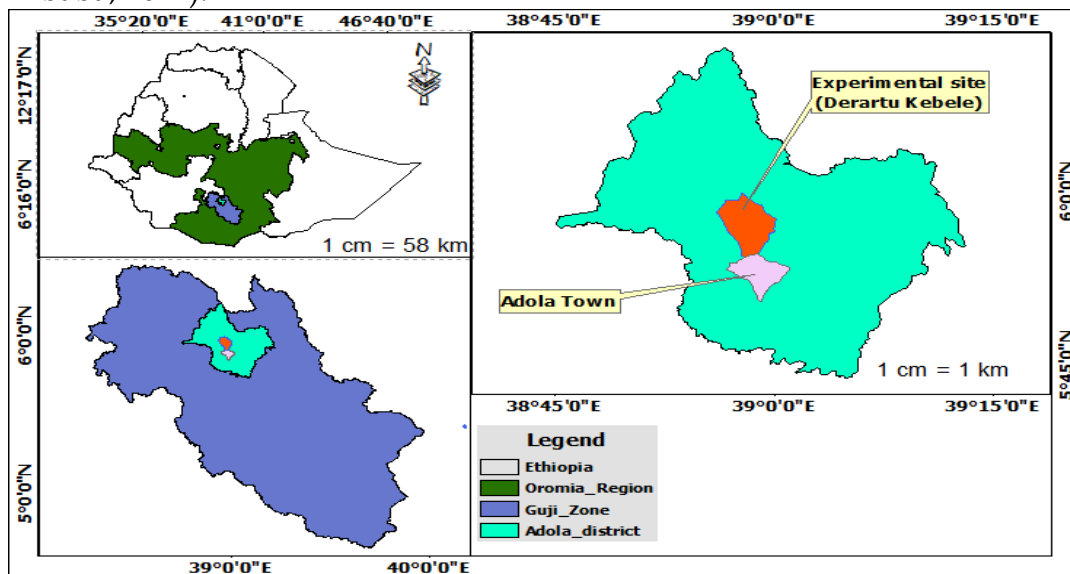 35°20'0"E 41°0'0"E 46°40'0"E
12°17'0"N
6°16'0"N
N
1 cm = 58 km
6°0'0"N
5°0'0"N
39°0'0"E 40°0'0"E
38°45'0"E 39°0'0"E 39°15'0"E
Experimental site
(Derartu Kebele)
Adola Town
6°0'0"N
5°45'0"N
1 cm = 1 km
38°45'0"E 39°0'0"E 39°15'0"E
Legend
Ethiopia
Oromia_Region
Guji_Zone
Adola_district